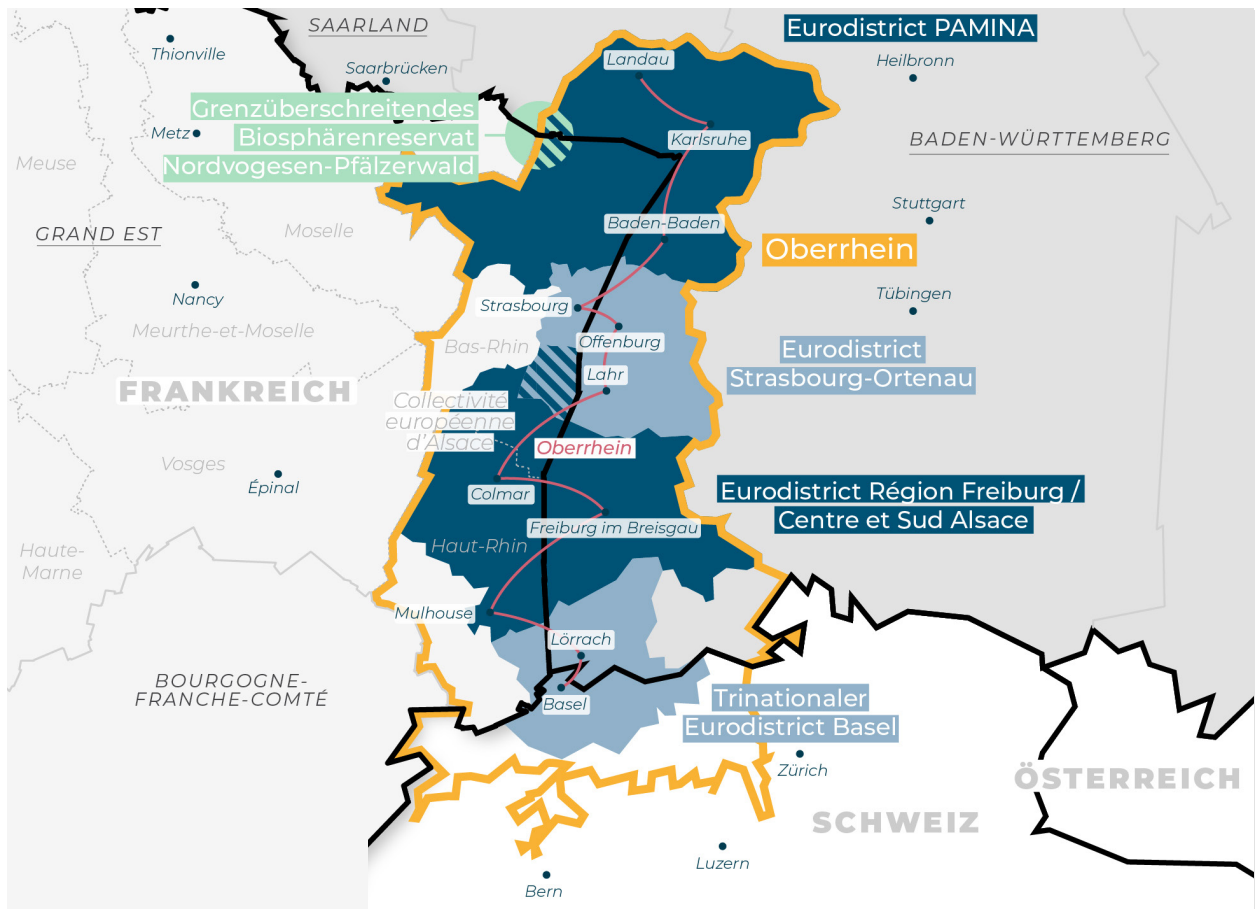 SAARLAND
Eurodistrict PAMINA
Thionville
Landau
Heilbronn
Saarbrücken
Grenzüberschreitendes
Biosphärenreservat
Nordvogesen-Pfälzerwald
Metz
Karlsruhe
BADEN-WÜRTTEMBERG
Meuse
Stuttgart
GRAND EST
Moselle
Baden-Baden
Oberrhein
Nancy
Strasbourg
Tübingen
Meurthe-et-Moselle
Offenburg
Bas-Rhin
Eurodistrict
Strasbourg-Ortenau
Lahr
FRANKREICH
Collectivité
européenne
d'Alsace
Oberrhein
Vosges
Épinal
Colmar
Eurodistrict Région Freiburg /
Centre et Sud Alsace
Freiburg im Breisgau
Haut-Rhin
Haute-
Marne
Mulhouse
Lörrach
BOURGOGNE-
FRANCHE-COMTÉ
Basel
Trinationaler
Eurodistrict Basel
Zürich
ÖSTERREICH
SCHWEIZ
Luzern
Bern